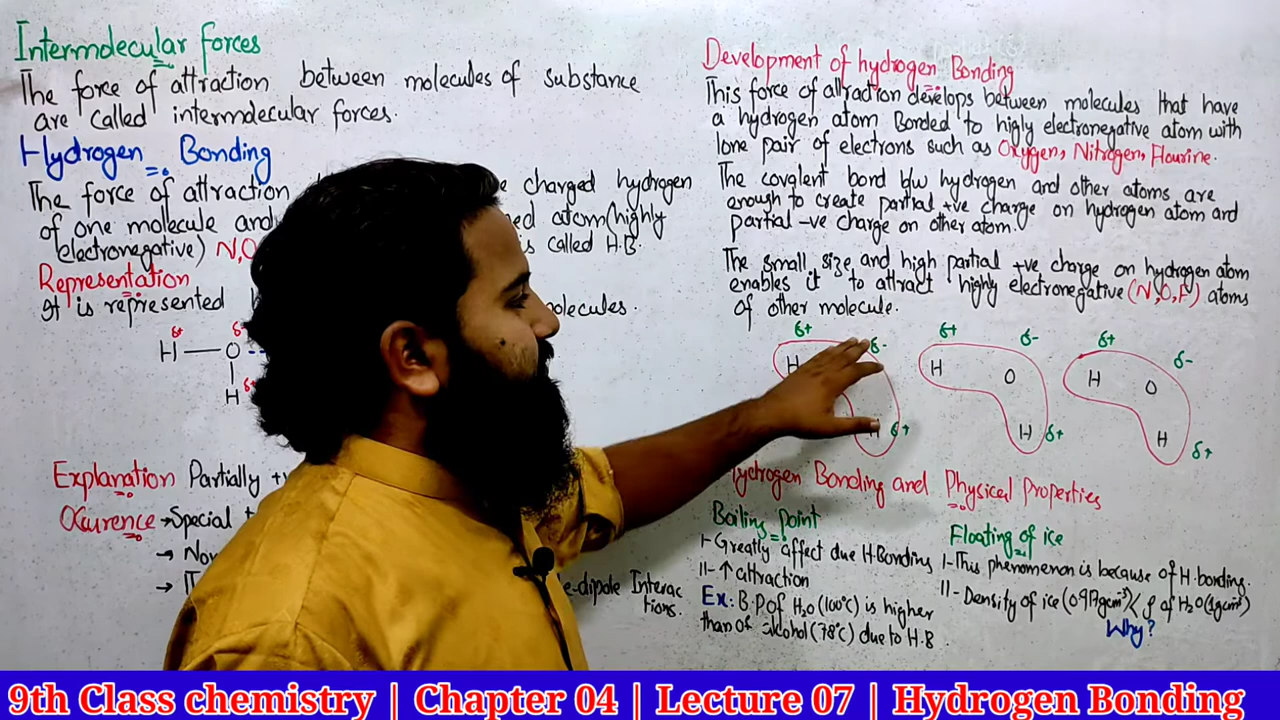 Intermolecular forces
The force of attraction between molecules of substance
are called intermolecular forces.
Hydrogen Bonding
The force of attraction e charged hydrogen
of one molecule and ed atom(highly
electronegative) N,O is called H.B.
Representation
It is represented olecules.
δ+ δ
H — O --
H δ+
Explanation Partially +v
Ocurence → Special t
→ Nor
→ It e-dipole Interac
tions.
Development of hydrogen Bonding
This force of attraction develops between molecules that have
a hydrogen atom Bonded to higly electronegative atom with
lone pair of electrons such as Oxygen, Nitrogen, Flourine.
The covalent bond b/w hydrogen and other atoms are
enough to create partial +ve charge on hydrogen atom and
partial -ve charge on other atom.
The small size and high partial +ve charge on hydrogen atom
enables it to attract highly electronegative (N,O,F) atoms
of other molecule.
δ+ δ- δ+ δ- δ+ δ-
H H O H O
H δ+ H δ+ H δ+
Hydrogen Bonding and Physical Properties
Boiling point
I- Greatly affect due H-Bonding
II- ↑ attraction
Ex: B.P of H₂O (100°C) is higher
than of alcohol (78°C) due to H.B
Floating of ice
I- This phenomenon is because of H.bonding.
II- Density of ice (0.917gcm³) < ρ of H₂O (1gcm³)
Why?
9th Class chemistry | Chapter 04 | Lecture 07 | Hydrogen Bonding